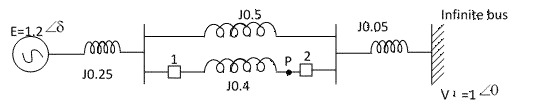 E=1.2∠δ
J0.25
J0.5
1
J0.4
P
2
J0.05
Infinite bus
V =1∠0